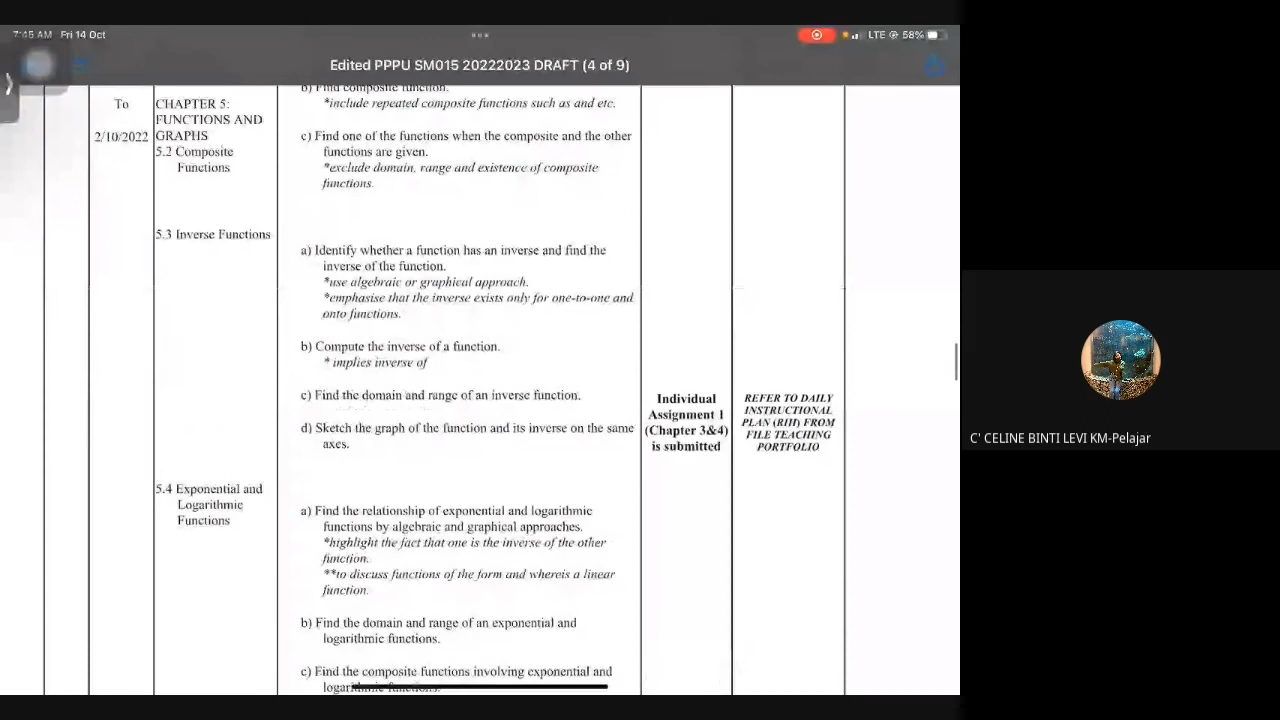 7:45 AM Fri 14 Oct
LTE
58%
Edited PPPU SM015 20222023 DRAFT (4 of 9)
To
2/10/2022
CHAPTER 5:
FUNCTIONS AND
GRAPHS
5.2 Composite
Functions
b) Find composite function.
*include repeated composite functions such as and etc.
c) Find one of the functions when the composite and the other
functions are given.
*exclude domain, range and existence of composite
functions.
5.3 Inverse Functions
a) Identify whether a function has an inverse and find the
inverse of the function.
*use algebraic or graphical approach.
*emphasise that the inverse exists only for one-to-one and
onto functions.
b) Compute the inverse of a function.
* implies inverse of
c) Find the domain and range of an inverse function.
d) Sketch the graph of the function and its inverse on the same
axes.
Individual
Assignment 1
(Chapter 3&4)
is submitted
REFER TO DAILY
INSTRUCTIONAL
PLAN (RIH) FROM
FILE TEACHING
PORTFOLIO
5.4 Exponential and
Logarithmic
Functions
a) Find the relationship of exponential and logarithmic
functions by algebraic and graphical approaches.
*highlight the fact that one is the inverse of the other
function.
**to discuss functions of the form and whereis a linear
function.
b) Find the domain and range of an exponential and
logarithmic functions.
c) Find the composite functions involving exponential and
logarithmic functions.
C' CELINE BINTI LEVI KM-Pelajar